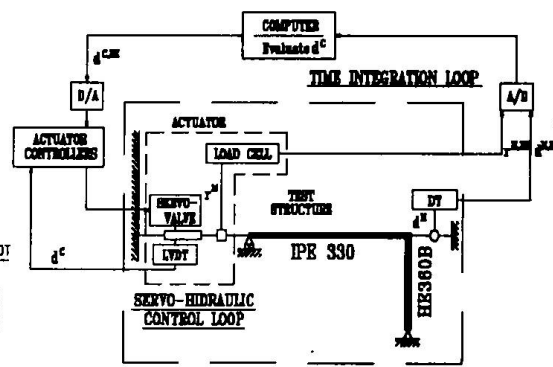 COMPUTER
Evaluate d^C
TIME INTEGRATION LOOP
D/A
A/D
ACTUATOR
CONTROLLERS
ACTUATOR
LOAD CELL
SERVO-
VALVE
TEST
STRUCTURE
DT
LVDT
IPE 330
HE360B
d^C
SERVO-HIDRAULIC
CONTROL LOOP